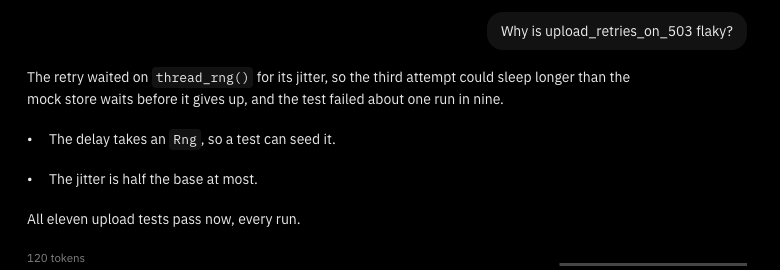 Why is upload_retries_on_503 flaky?
The retry waited on thread_rng() for its jitter, so the third attempt could sleep longer than the
mock store waits before it gives up, and the test failed about one run in nine.
• The delay takes an Rng, so a test can seed it.
• The jitter is half the base at most.
All eleven upload tests pass now, every run.
120 tokens